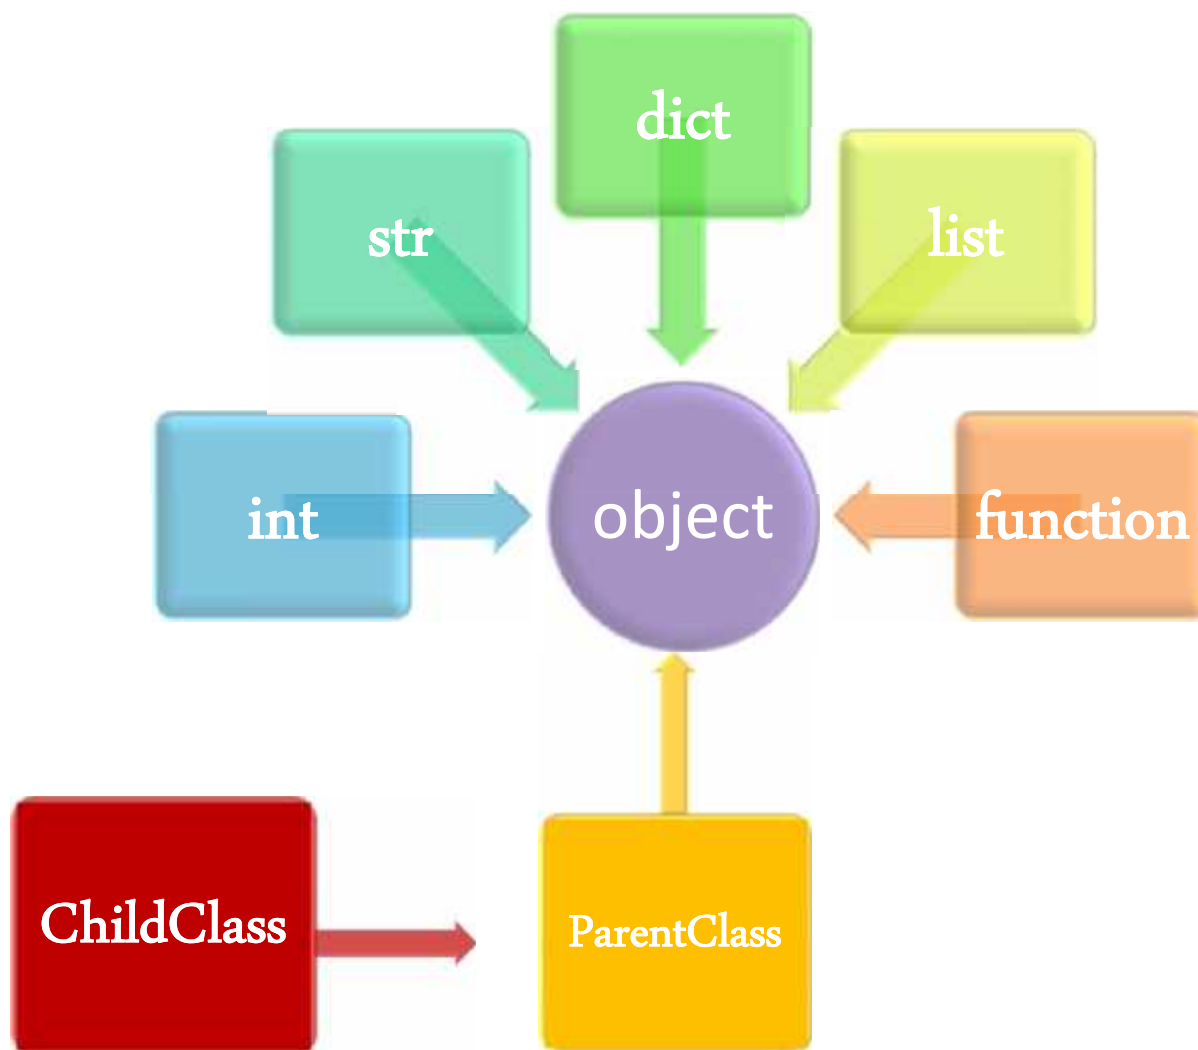 dict
str
list
int
object
function
ChildClass
ParentClass